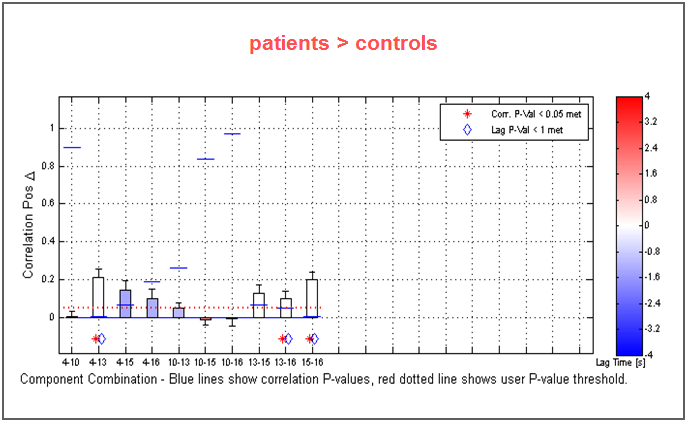 patients > controls
Corr. P-Val < 0.05 met
Lag P-Val < 1 met
Correlation Pos Δ
1
0.8
0.6
0.4
0.2
0
4-10 4-13 4-15 4-16 10-13 10-15 10-16 13-15 13-16 15-16
4
3.2
2.4
1.6
0.8
0
-0.8
-1.6
-2.4
-3.2
-4
Lag Time [s]
Component Combination - Blue lines show correlation P-values, red dotted line shows user P-value threshold.